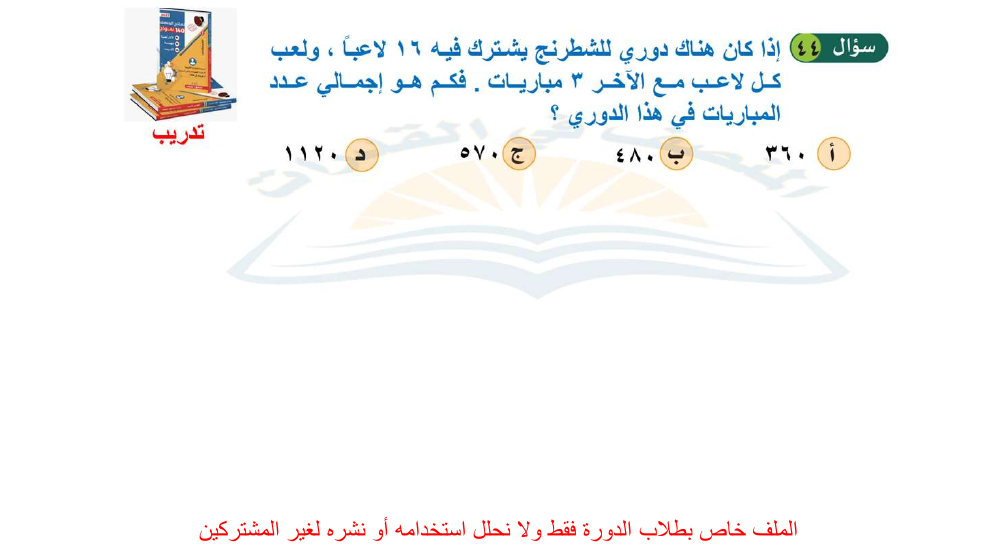 سؤال ٤٤ إذا كان هناك دوري للشطرنج يشترك فيه ١٦ لاعباً ، ولعب
كل لاعب مع الآخر ٣ مباريات . فكم هو إجمالي عدد
المباريات في هذا الدوري ؟
تدريب
أ ٣٦٠ ب ٤٨٠ ج ٥٧٠ د ١١٢٠
الملف خاص بطلاب الدورة فقط ولا نحلل استخدامه أو نشره لغير المشتركين